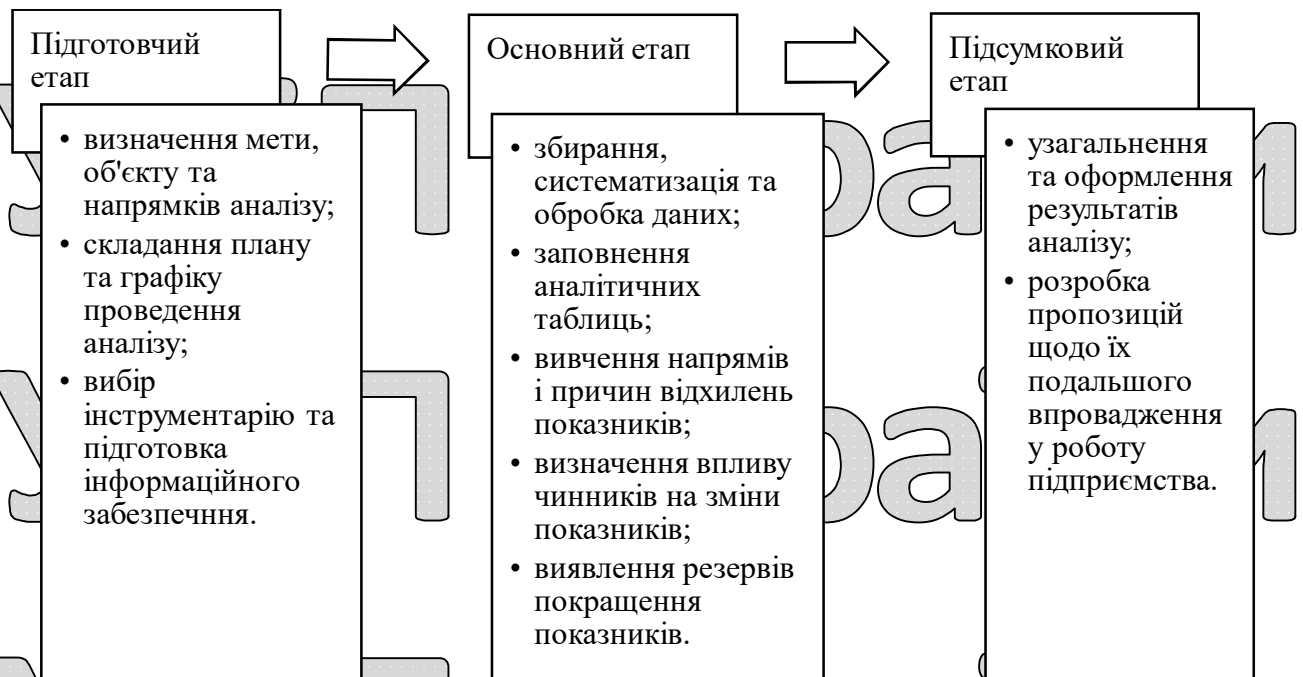 Підготовчий
етап
• визначення мети,
об'єкту та
напрямків аналізу;
• складання плану
та графіку
проведення
аналізу;
• вибір
інструментарію та
підготовка
інформаційного
забезпечння.
Основний етап
• збирання,
систематизація та
обробка даних;
• заповнення
аналітичних
таблиць;
• вивчення напрямів
і причин відхилень
показників;
• визначення впливу
чинників на зміни
показників;
• виявлення резервів
покращення
показників.
Підсумковий
етап
• узагальнення
та оформлення
результатів
аналізу;
• розробка
пропозицій
щодо їх
подальшого
впровадження
у роботу
підприємства.